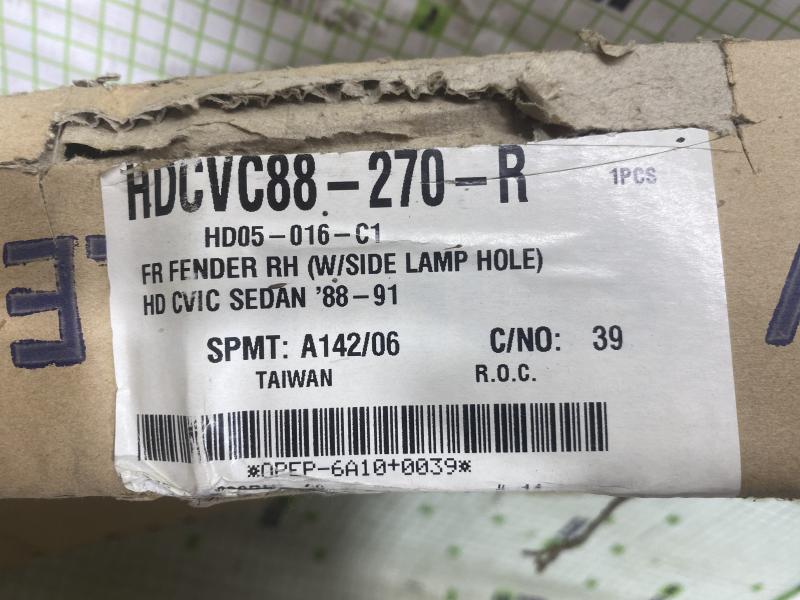 HDCVC88-270-R
1PCS
HD05-016-C1
FR FENDER RH (W/SIDE LAMP HOLE)
HD CVIC SEDAN '88-91
SPMT: A142/06 C/NO: 39
TAIWAN R.O.C.
*OPEP-6A10+0039*